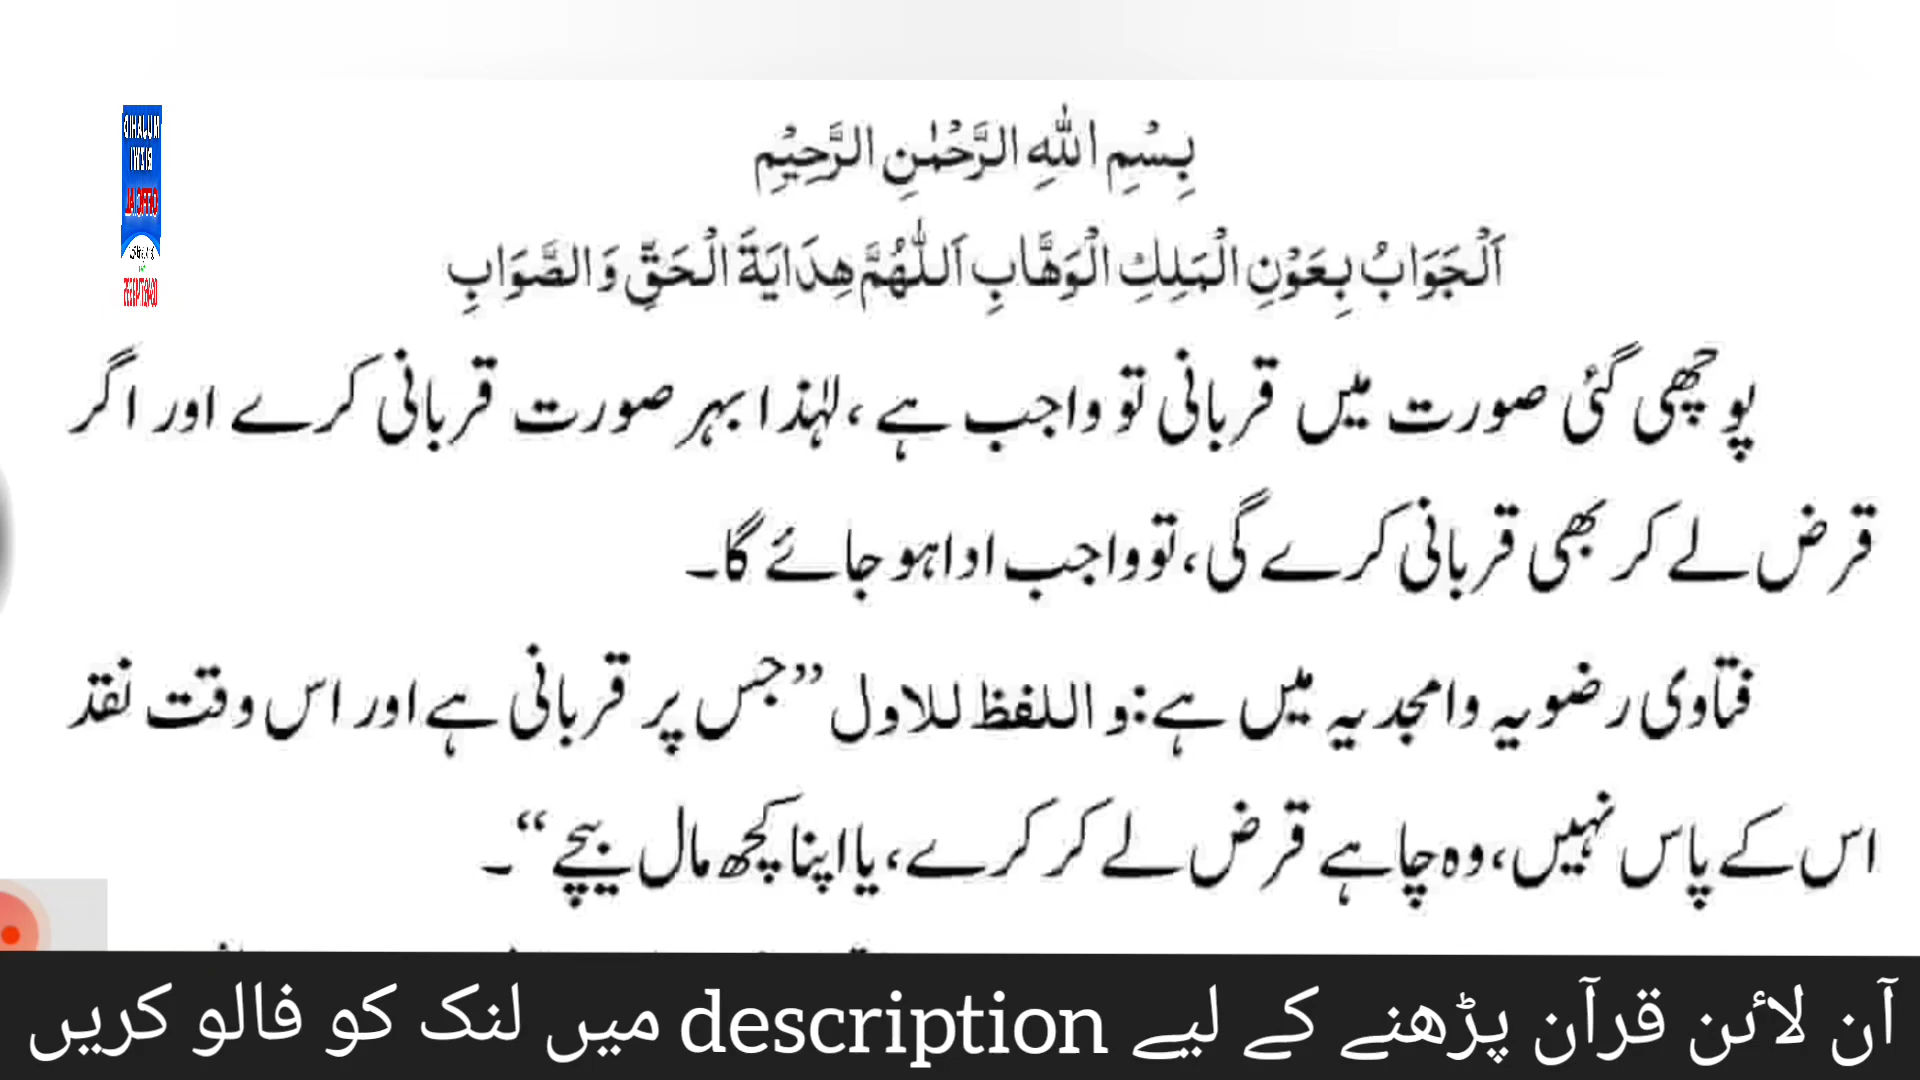 بِسْمِ اللّٰهِ الرَّحْمٰنِ الرَّحِيْمِ
اَلْجَوَابُ بِعَوْنِ الْمَلِكِ الْوَهَّابِ اَللّٰهُمَّ هِدَايَةَ الْحَقِّ وَالصَّوَابِ
پوچھی گئی صورت میں قربانی تو واجب ہے ، لہٰذا بہر صورت قربانی کرے اور اگر
قرض لے کر بھی قربانی کرے گی، تو واجب ادا ہو جائے گا۔
فتاوی رضویہ وامجدیہ میں ہے: و اللفظ للاول ’’جس پر قربانی ہے اور اس وقت نقد
اس کے پاس نہیں، وہ چاہے قرض لے کر کرے، یا اپنا کچھ مال بیچے ‘‘۔
آن لائن قرآن پڑھنے کے لیے description میں لنک کو فالو کریں